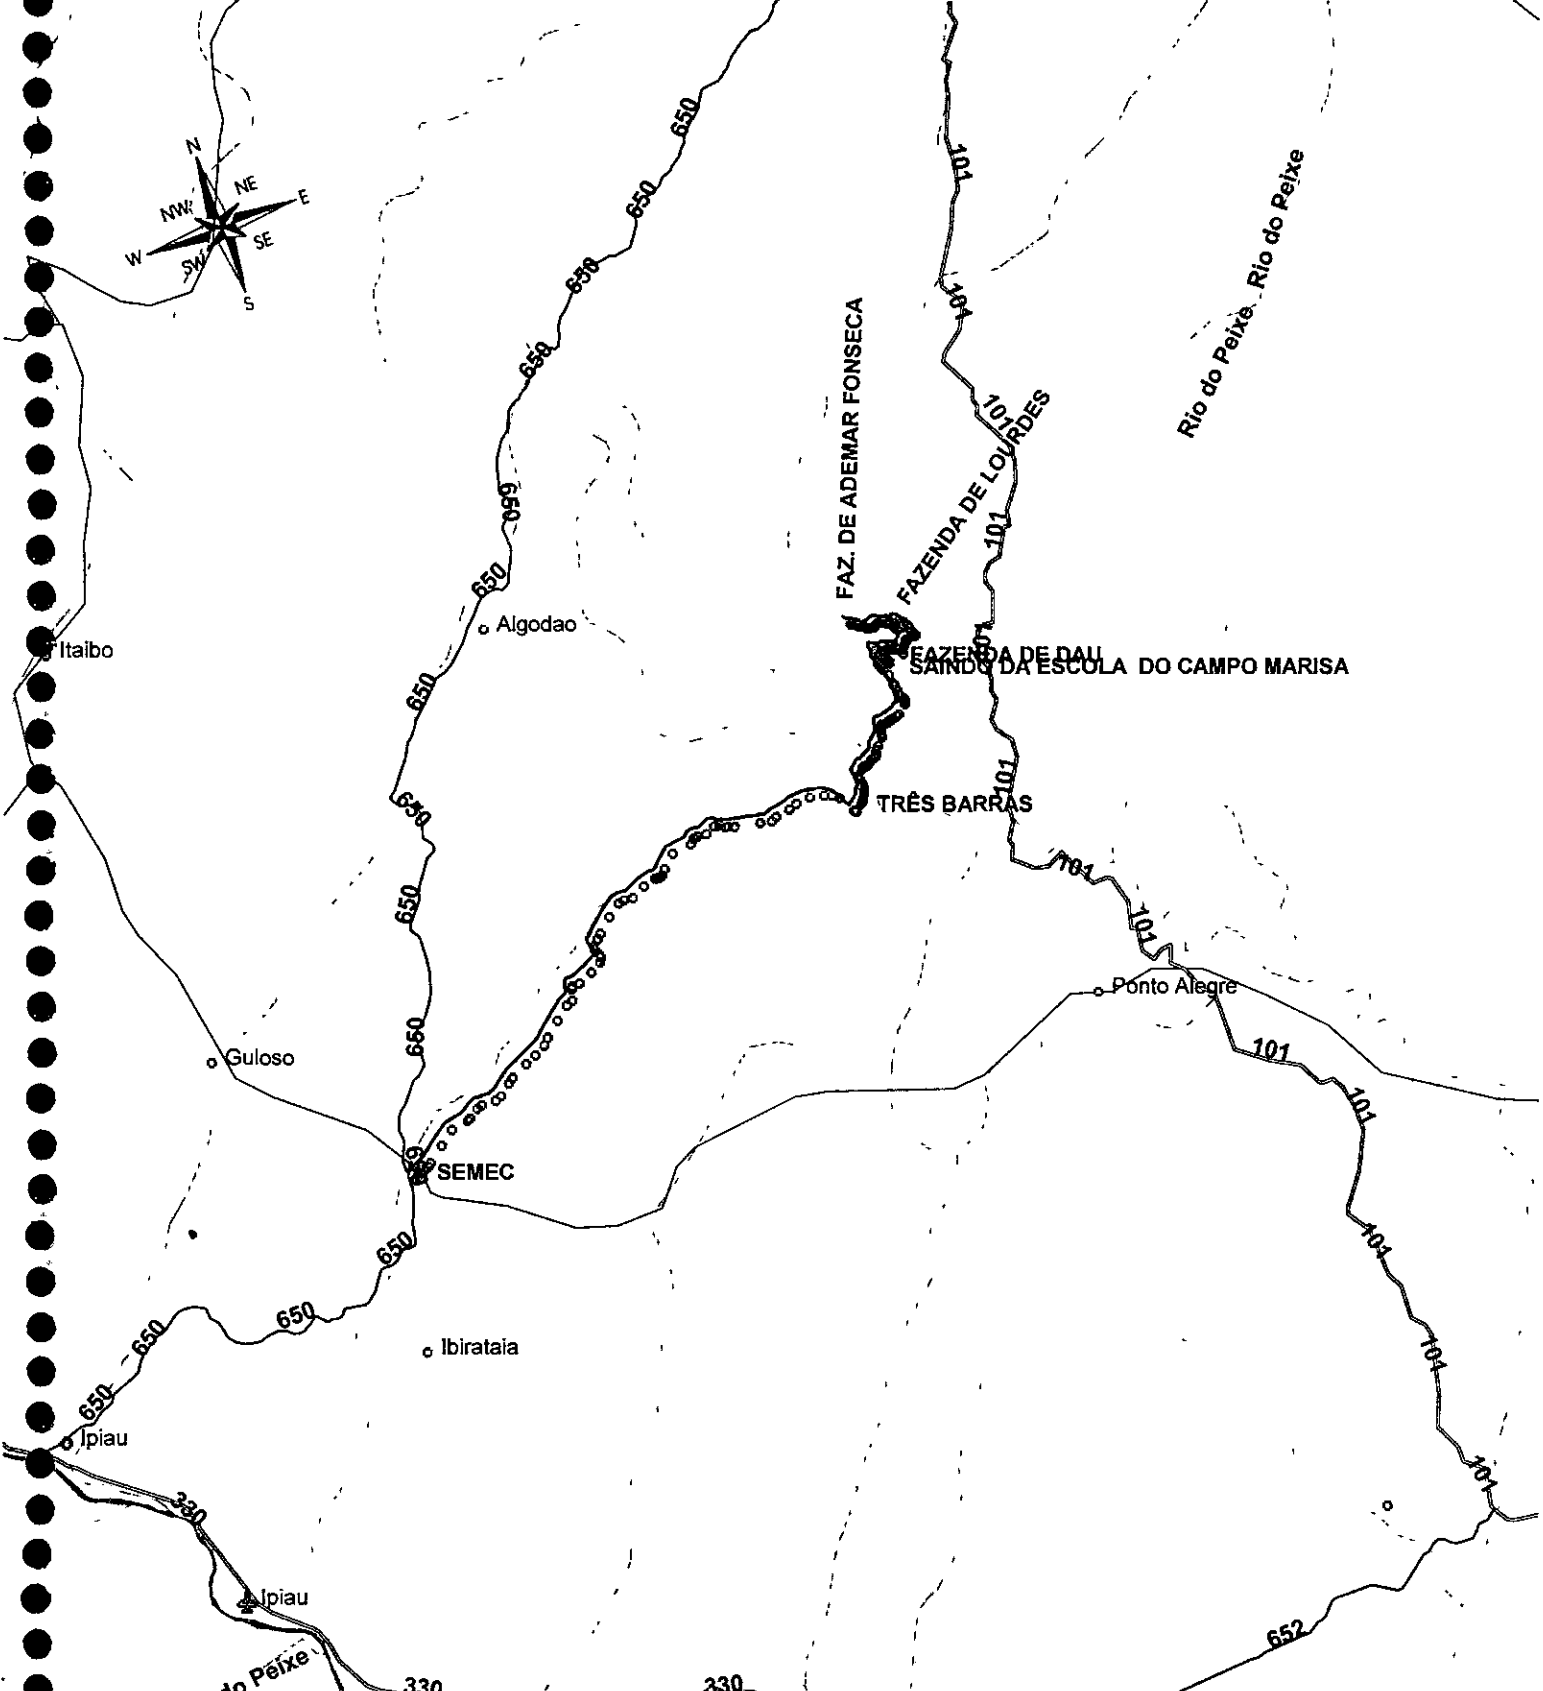 650
101
N
NE
E
NW
SE
W
SW
S
650
Rio do Peixe
650
101
Rio do Peixe
650
FAZ. DE ADEMAR FONSECA
101
FAZENDA DE LOURDES
650
101
650
Algodao
101
Itaibo
FAZENDA DE DAU
SAINDO DA ESCOLA DO CAMPO MARISA
650
101
650
TRÊS BARRAS
101
650
101
Ponto Alegre
650
101
Guloso
101
SEMEC
650
101
650
650
Ibirataia
101
650
Ipiau
101
330
Ipiau
652
do Peixe
330
330